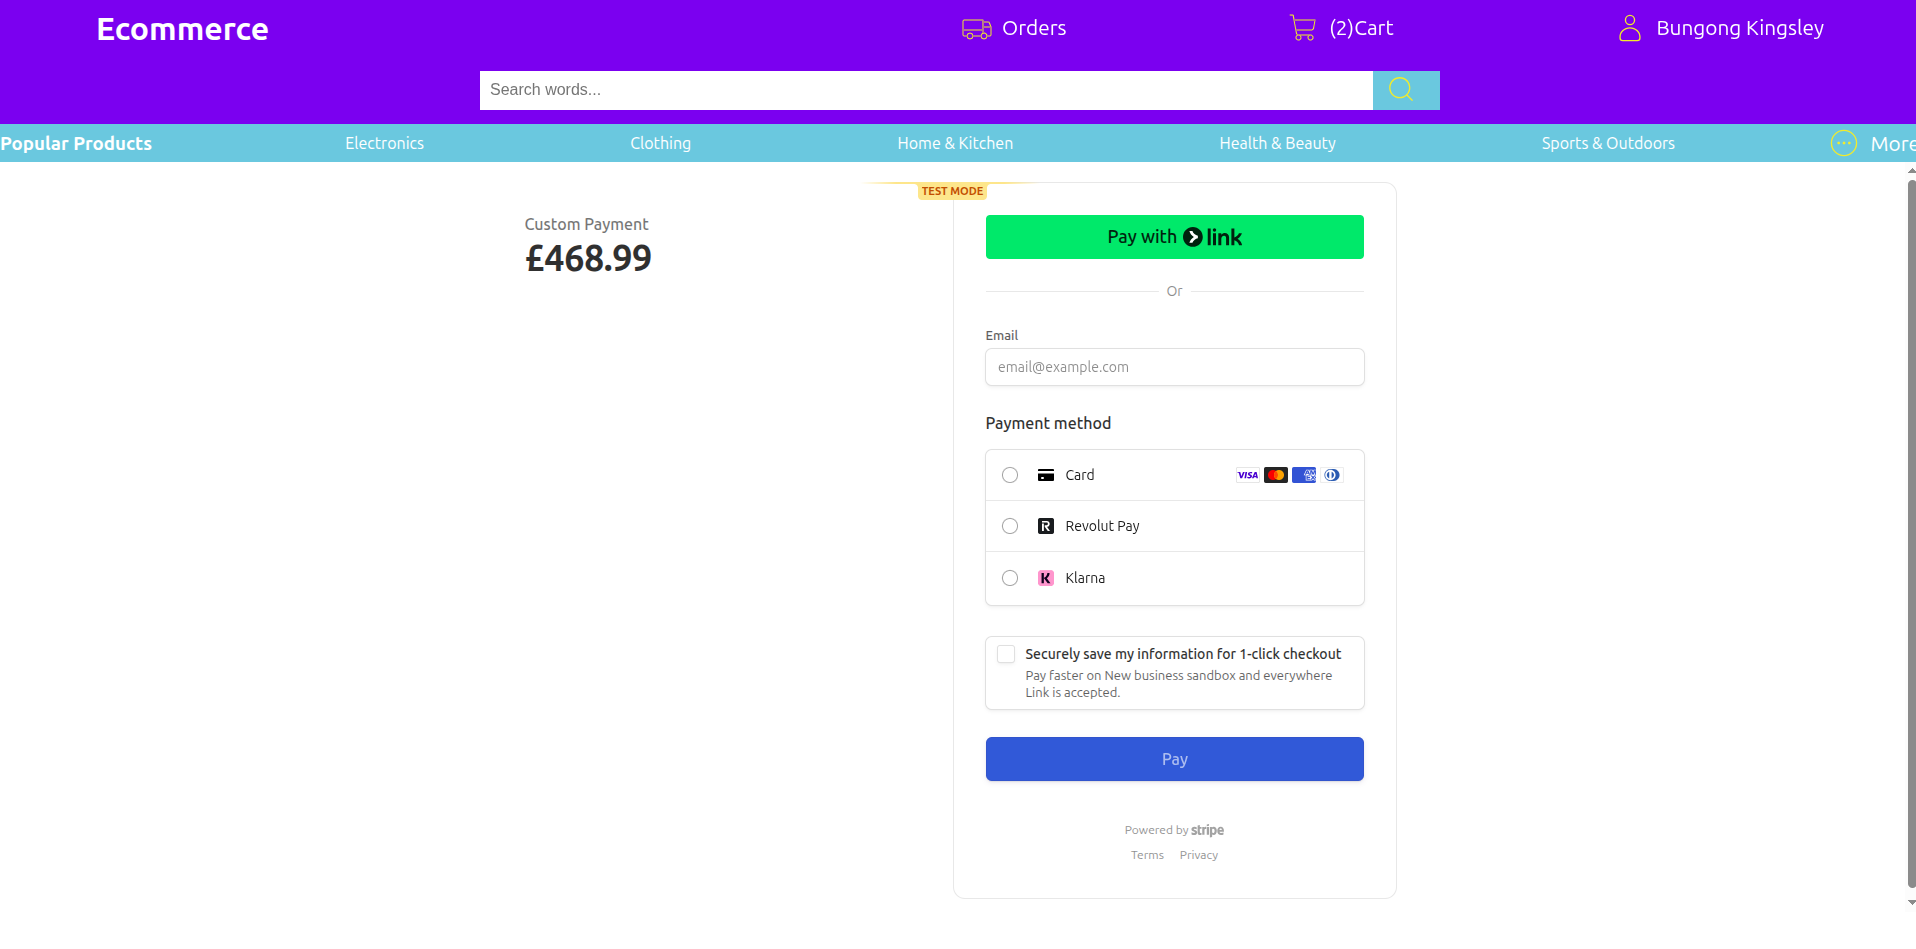 Ecommerce
Orders
(2)Cart
Bungong Kingsley
Search words...
Popular Products
Electronics
Clothing
Home & Kitchen
Health & Beauty
Sports & Outdoors
More
TEST MODE
Custom Payment
£468.99
Pay with link
Or
Email
email@example.com
Payment method
Card
VISA
AMEX
Revolut Pay
Klarna
Securely save my information for 1-click checkout
Pay faster on New business sandbox and everywhere
Link is accepted.
Pay
Powered by stripe
Terms
Privacy